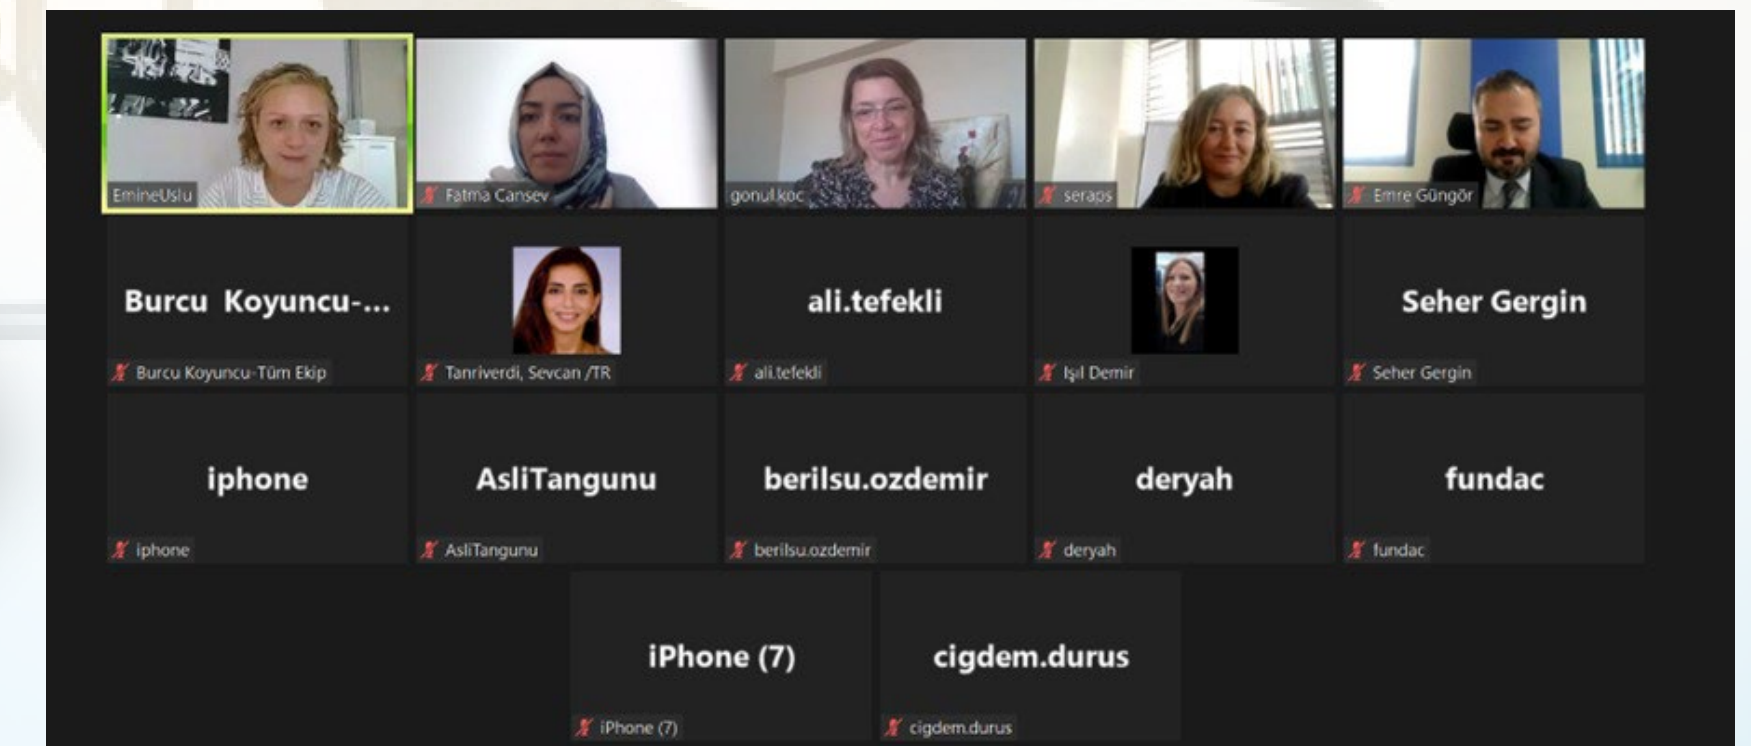 EmineUslu
Fatma Cansev
gonul.koc
seraps
Emre Güngör
Burcu Koyuncu-...
Burcu Koyuncu-Tüm Ekip
Tanriverdi, Sevcan /TR
ali.tefekli
ali.tefekli
Işıl Demir
Seher Gergin
Seher Gergin
iphone
iphone
AsliTangunu
AsliTangunu
berilsu.ozdemir
berilsu.ozdemir
deryah
deryah
fundac
fundac
iPhone (7)
iPhone (7)
cigdem.durus
cigdem.durus